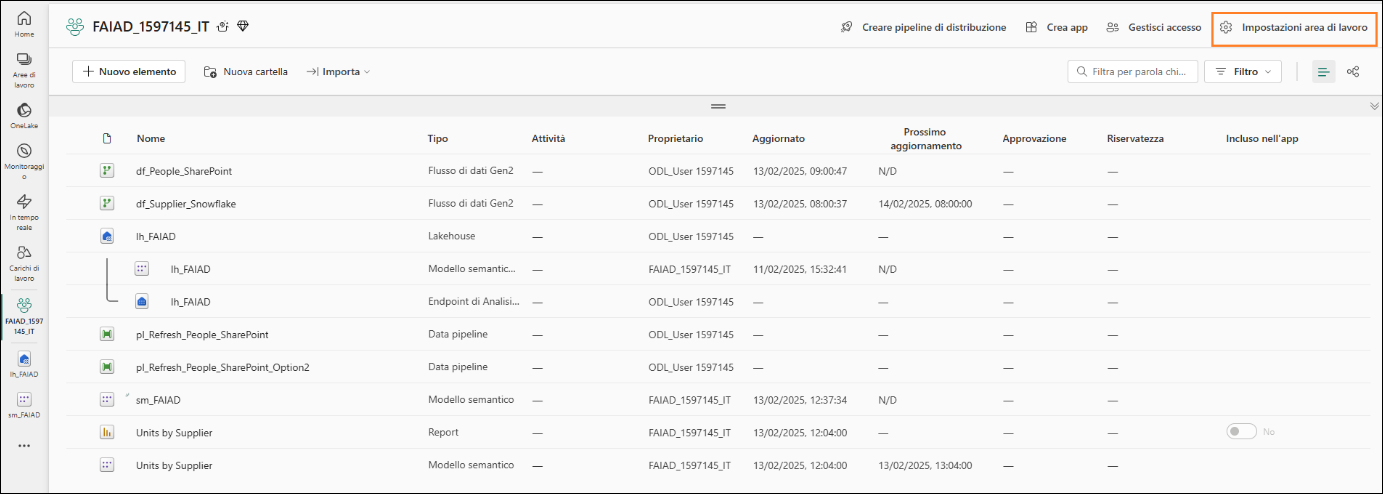 FAIAD_1597145_IT
Creare pipeline di distribuzione
Crea app
Gestisci accesso
Impostazioni area di lavoro
Home
Aree di
lavoro
OneLake
Monitoraggi
o
In tempo
reale
Carichi di
lavoro
FAIAD_1597
145_IT
lh_FAIAD
sm_FAIAD
Nuovo elemento
Nuova cartella
Importa
Filtra per parola chi...
Filtro
Nome Tipo Attività Proprietario Aggiornato Prossimo aggiornamento Approvazione Riservatezza Incluso nell'app
df_People_SharePoint Flusso di dati Gen2 — ODL_User 1597145 13/02/2025, 09:00:47 N/D — —
df_Supplier_Snowflake Flusso di dati Gen2 — ODL_User 1597145 13/02/2025, 08:00:37 14/02/2025, 08:00:00 — —
lh_FAIAD Lakehouse — ODL_User 1597145 — — — —
lh_FAIAD Modello semantic... — FAIAD_1597145_IT 11/02/2025, 15:32:41 N/D — —
lh_FAIAD Endpoint di Analisi... — ODL_User 1597145 — — — —
pl_Refresh_People_SharePoint Data pipeline — ODL_User 1597145 — — — —
pl_Refresh_People_SharePoint_Option2 Data pipeline — ODL_User 1597145 — — — —
sm_FAIAD Modello semantico — FAIAD_1597145_IT 13/02/2025, 12:37:34 N/D — —
Units by Supplier Report — FAIAD_1597145_IT 13/02/2025, 12:04:00 — — — No
Units by Supplier Modello semantico — FAIAD_1597145_IT 13/02/2025, 12:04:00 13/02/2025, 13:04:00 — —